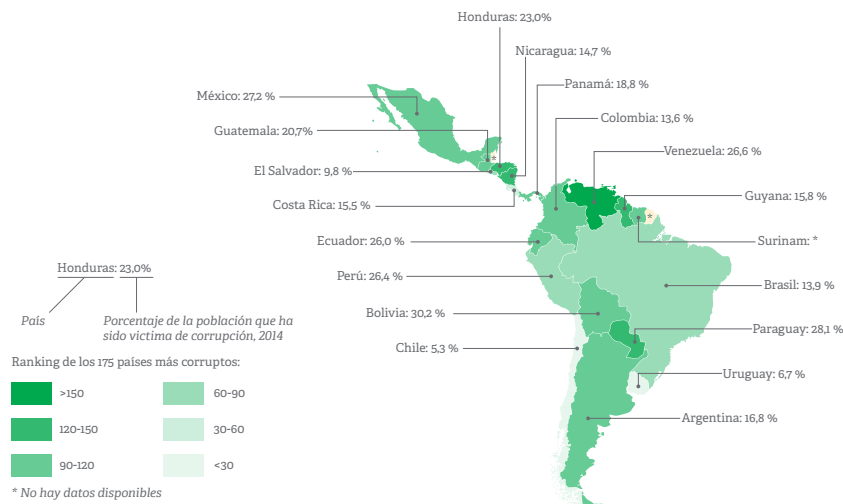 Honduras: 23,0%
Nicaragua: 14,7 %
Panamá: 18,8 %
México: 27,2 %
Colombia: 13,6 %
Guatemala: 20,7%
Venezuela: 26,6 %
*
El Salvador: 9,8 %
Guyana: 15,8 %
Costa Rica: 15,5 %
*
Ecuador: 26,0 %
Surinam: *
Honduras: 23,0%
Perú: 26,4 %
Brasil: 13,9 %
Bolivia: 30,2 %
País
Porcentaje de la población que ha
sido victima de corrupción, 2014
Paraguay: 28,1 %
Chile: 5,3 %
Ranking de los 175 países más corruptos:
Uruguay: 6,7 %
>150
60-90
Argentina: 16,8 %
120-150
30-60
90-120
<30
* No hay datos disponibles